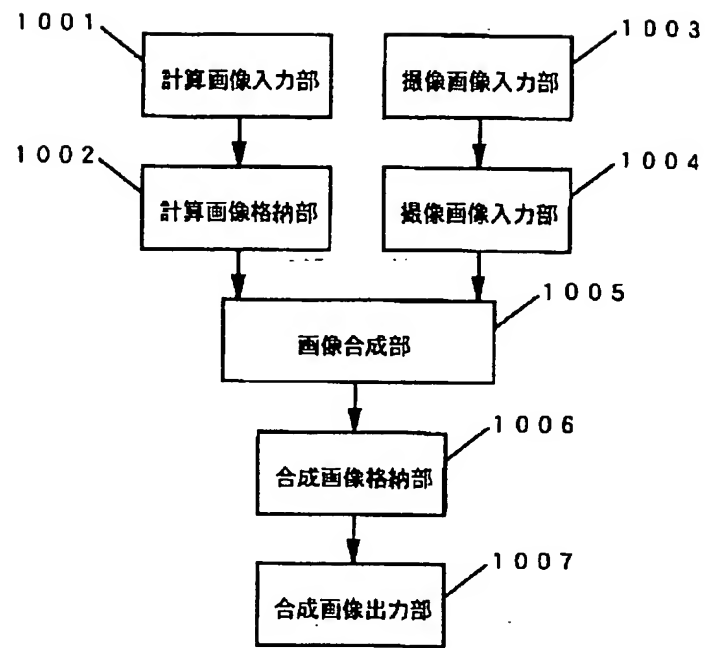 1001
計算画像入力部
1003
撮像画像入力部
1002
計算画像格納部
1004
撮像画像入力部
1005
画像合成部
1006
合成画像格納部
1007
合成画像出力部